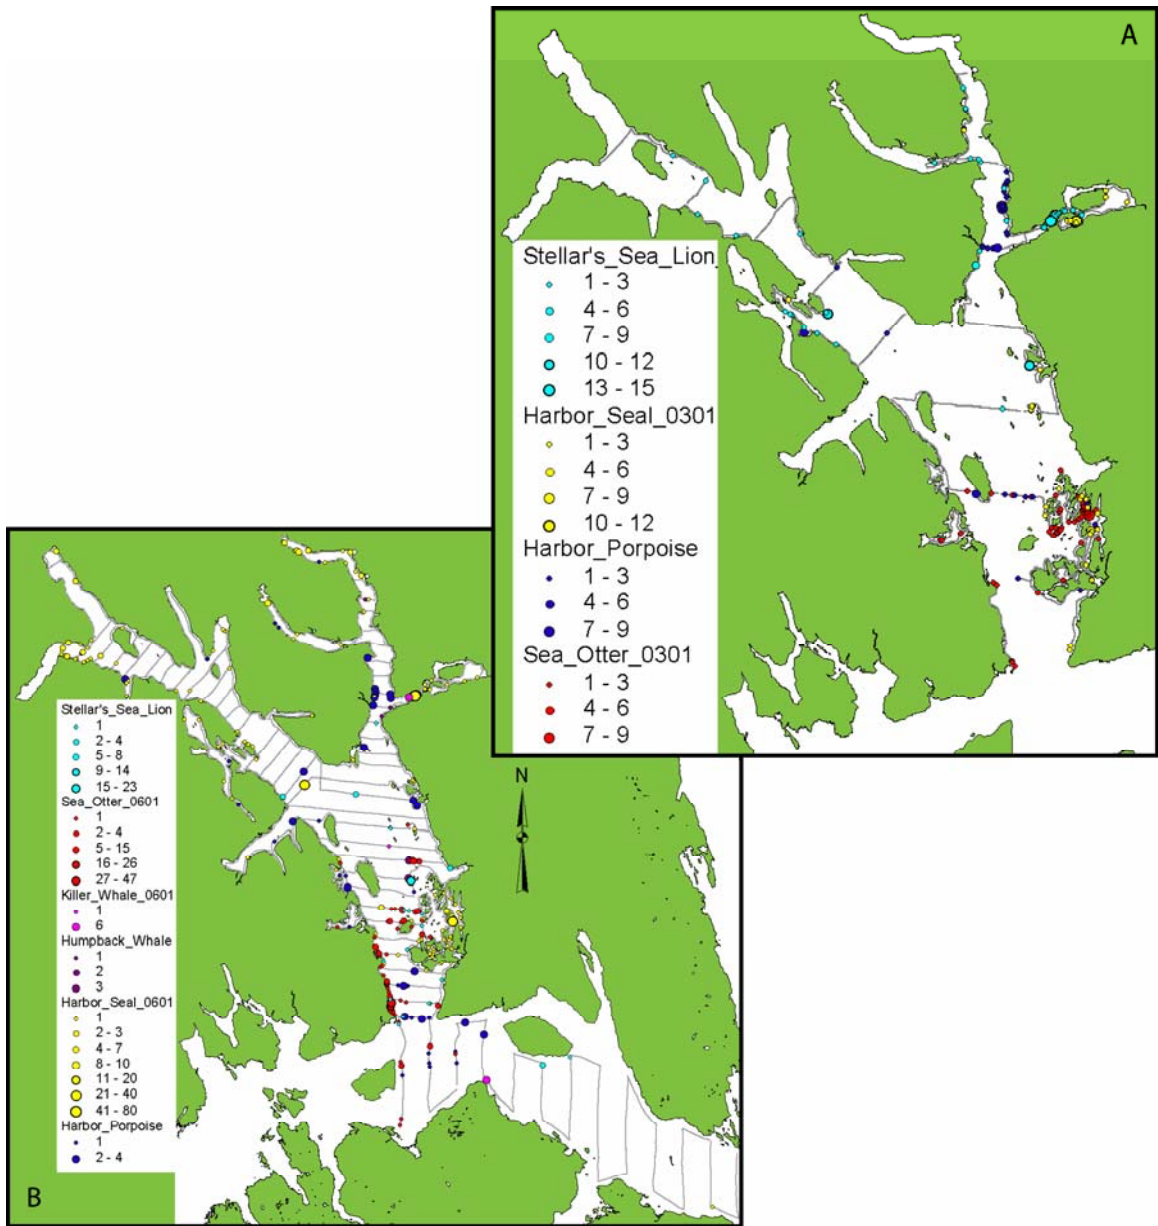 A
Stellar's_Sea_Lion_
1 - 3
4 - 6
7 - 9
10 - 12
13 - 15
Harbor_Seal_0301
1 - 3
4 - 6
7 - 9
10 - 12
Harbor_Porpoise
1 - 3
4 - 6
7 - 9
Sea_Otter_0301
1 - 3
4 - 6
7 - 9
N
Stellar's_Sea_Lion
1
2 - 4
5 - 8
9 - 14
15 - 23
Sea_Otter_0601
1
2 - 4
5 - 15
16 - 26
27 - 47
Killer_Whale_0601
1
6
Humpback_Whale
1
2
3
Harbor_Seal_0601
1
2 - 3
4 - 7
8 - 10
11 - 20
21 - 40
41 - 80
Harbor_Porpoise
1
2 - 4
B